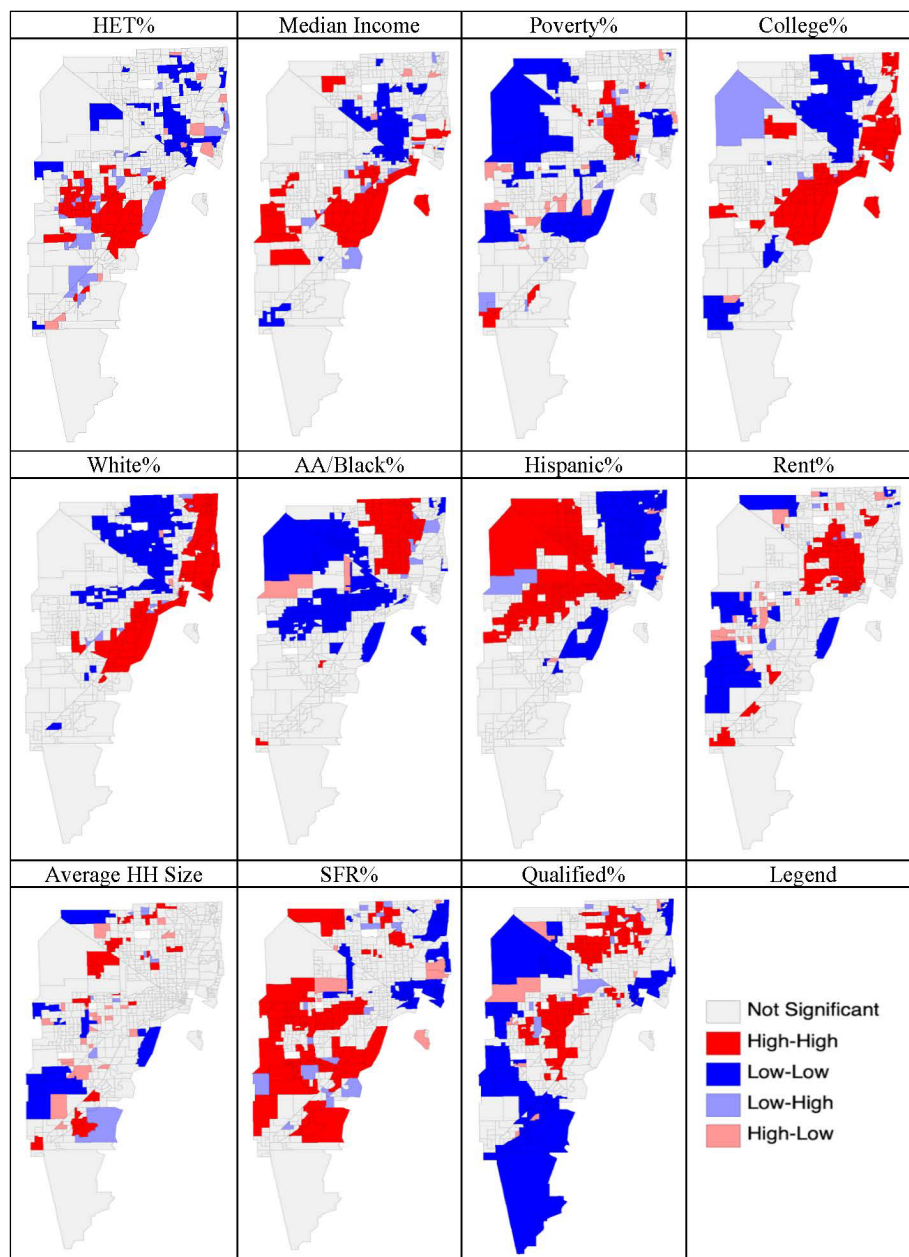 HET%
Median Income
Poverty%
College%
White%
AA/Black%
Hispanic%
Rent%
Average HH Size
SFR%
Qualified%
Legend
Not Significant
High-High
Low-Low
Low-High
High-Low